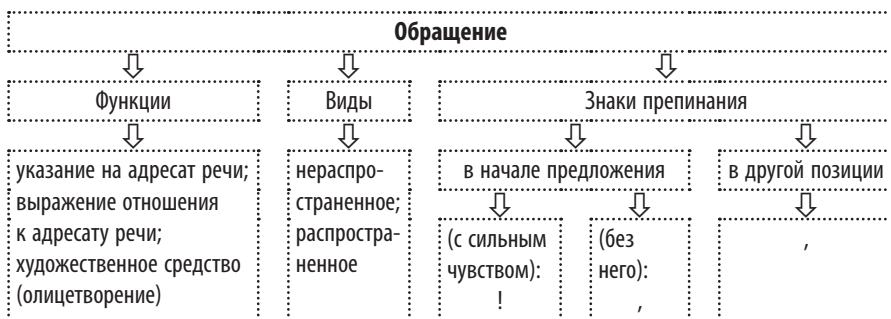 Обращение
Функции
Виды
Знаки препинания
указание на адресат речи;
выражение отношения
к адресату речи;
художественное средство
(олицетворение)
нераспро-
страненное;
распростра-
ненное
в начале предложения
в другой позиции
(с сильным
чувством):
!
(без
него):
,
,